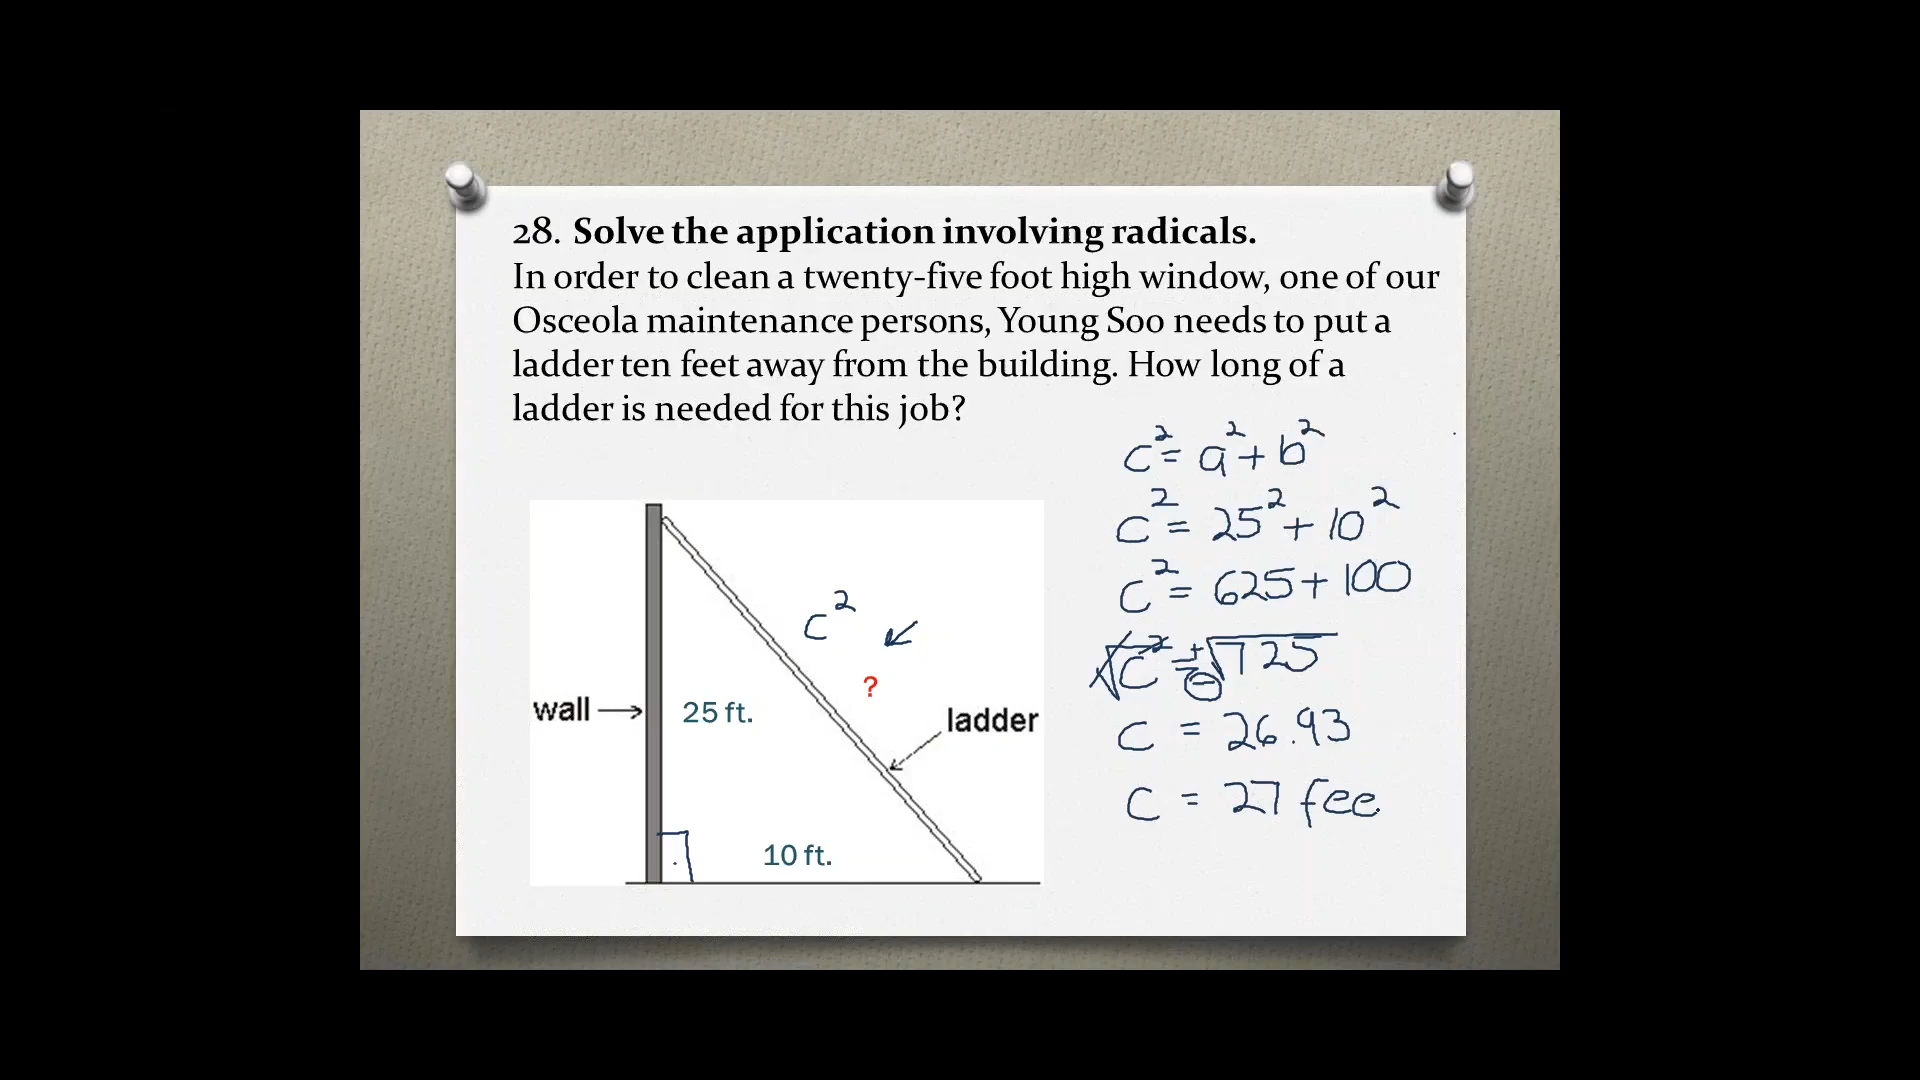 28. Solve the application involving radicals.
In order to clean a twenty-five foot high window, one of our
Osceola maintenance persons, Young Soo needs to put a
ladder ten feet away from the building. How long of a
ladder is needed for this job?
c² = a² + b²
c² = 25² + 10²
c² = 625 + 100
√c² = ±√725
c = 26.93
c = 27 fee
c²
?
wall
25 ft.
ladder
10 ft.